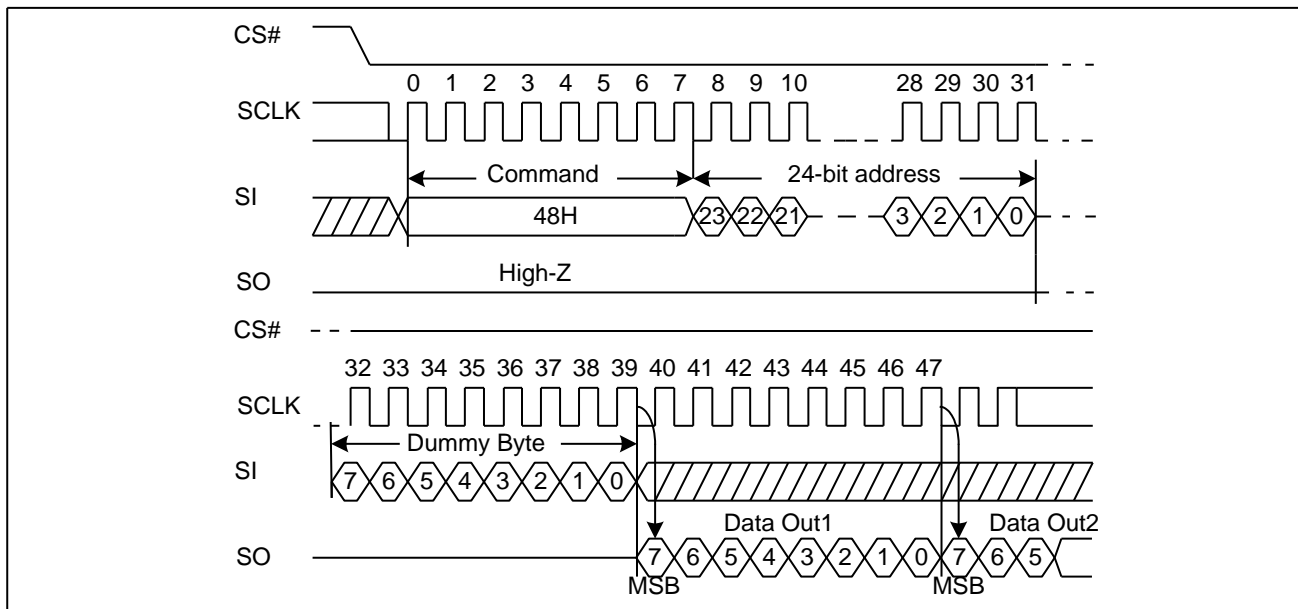 CS#
0 1 2 3 4 5 6 7 8 9 10 28 29 30 31
SCLK
Command 24-bit address
SI
48H 23 22 21 3 2 1 0
High-Z
SO
CS#
32 33 34 35 36 37 38 39 40 41 42 43 44 45 46 47
SCLK
Dummy Byte
SI
7 6 5 4 3 2 1 0
Data Out1 Data Out2
SO
7 6 5 4 3 2 1 0 7 6 5
MSB MSB